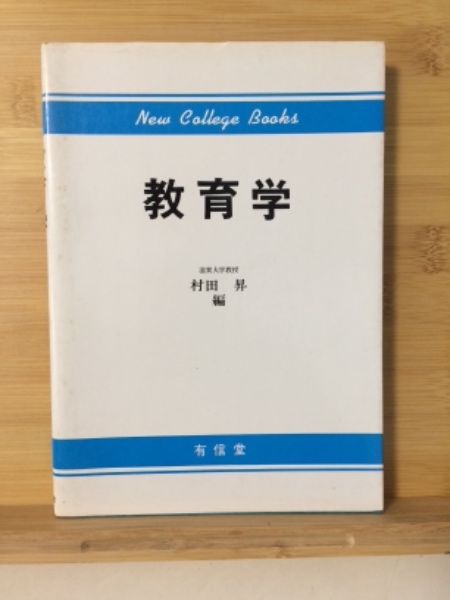 New College Books
教育学
滋賀大学教授
村田 昇
編
有信堂